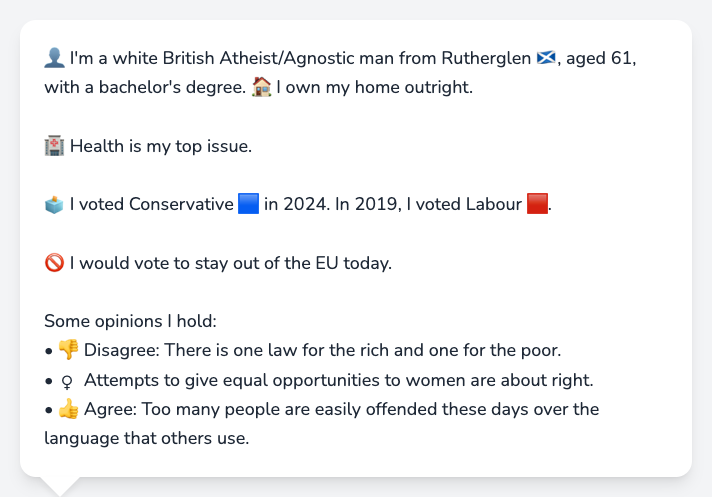 👤 I'm a white British Atheist/Agnostic man from Rutherglen 🏴󠁧󠁢󠁳󠁣󠁴󠁿, aged 61,
with a bachelor's degree. 🏠 I own my home outright.
🏥 Health is my top issue.
🗳️ I voted Conservative 🟦 in 2024. In 2019, I voted Labour 🟥.
🚫 I would vote to stay out of the EU today.
Some opinions I hold:
• 👎 Disagree: There is one law for the rich and one for the poor.
• ♀ Attempts to give equal opportunities to women are about right.
• 👍 Agree: Too many people are easily offended these days over the
language that others use.